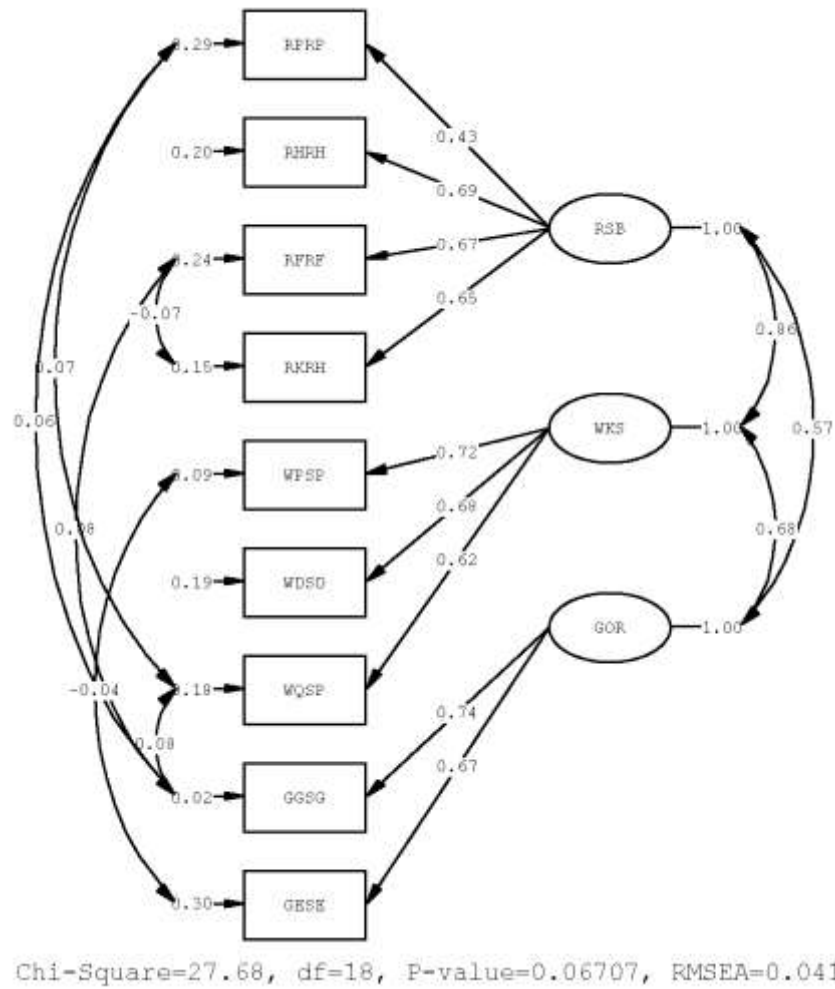 0.29 RPRP
0.43
0.20 RHRH
0.69
RSB 1.00
0.67
0.24 RFRF
0.65
-0.07
0.86
0.15 RKRH
0.07
0.06
WKS 1.00
0.57
0.72
0.09 WPSP
0.68
0.08
0.68
0.62
0.19 WDSD
GOR 1.00
-0.04
0.18 WQSP
0.74
0.08
0.67
0.02 GGSG
0.30 GESE
Chi-Square=27.68, df=18, P-value=0.06707, RMSEA=0.041